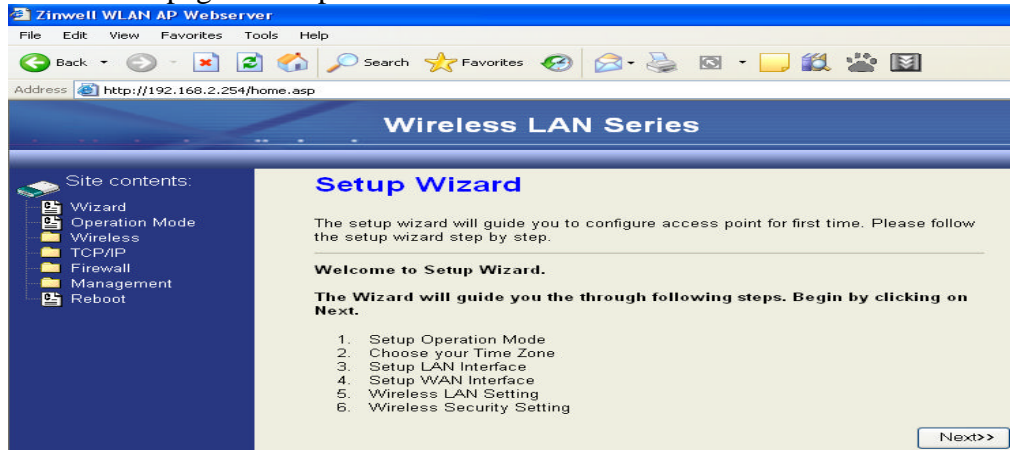 Zinwell WLAN AP Webserver
File Edit View Favorites Tools Help
Back Search Favorites
Address http://192.168.2.254/home.asp
Wireless LAN Series
Site contents:
Wizard
Operation Mode
Wireless
TCP/IP
Firewall
Management
Reboot
Setup Wizard
The setup wizard will guide you to configure access point for first time. Please follow
the setup wizard step by step.
Welcome to Setup Wizard.
The Wizard will guide you the through following steps. Begin by clicking on
Next.
1. Setup Operation Mode
2. Choose your Time Zone
3. Setup LAN Interface
4. Setup WAN Interface
5. Wireless LAN Setting
6. Wireless Security Setting
Next>>